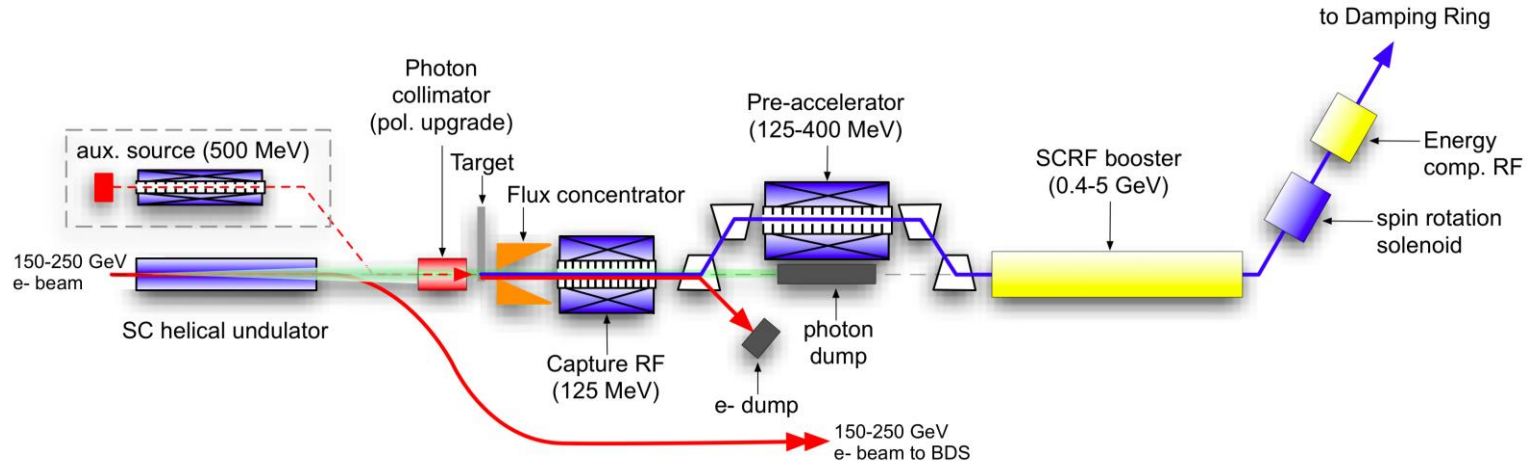 to Damping Ring
Photon
collimator
(pol. upgrade)
Pre-accelerator
(125-400 MeV)
aux. source (500 MeV)
Target
Flux concentrator
SCRF booster
(0.4-5 GeV)
Energy
comp. RF
spin rotation
solenoid
150-250 GeV
e- beam
SC helical undulator
Capture RF
(125 MeV)
photon
dump
e- dump
150-250 GeV
e- beam to BDS